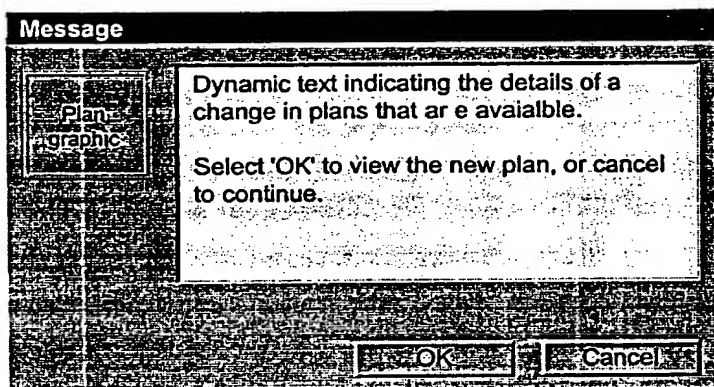 Message
Plan
graphic
Dynamic text indicating the details of a
change in plans that ar e avaialble.
Select 'OK' to view the new plan, or cancel
to continue.
OK
Cancel